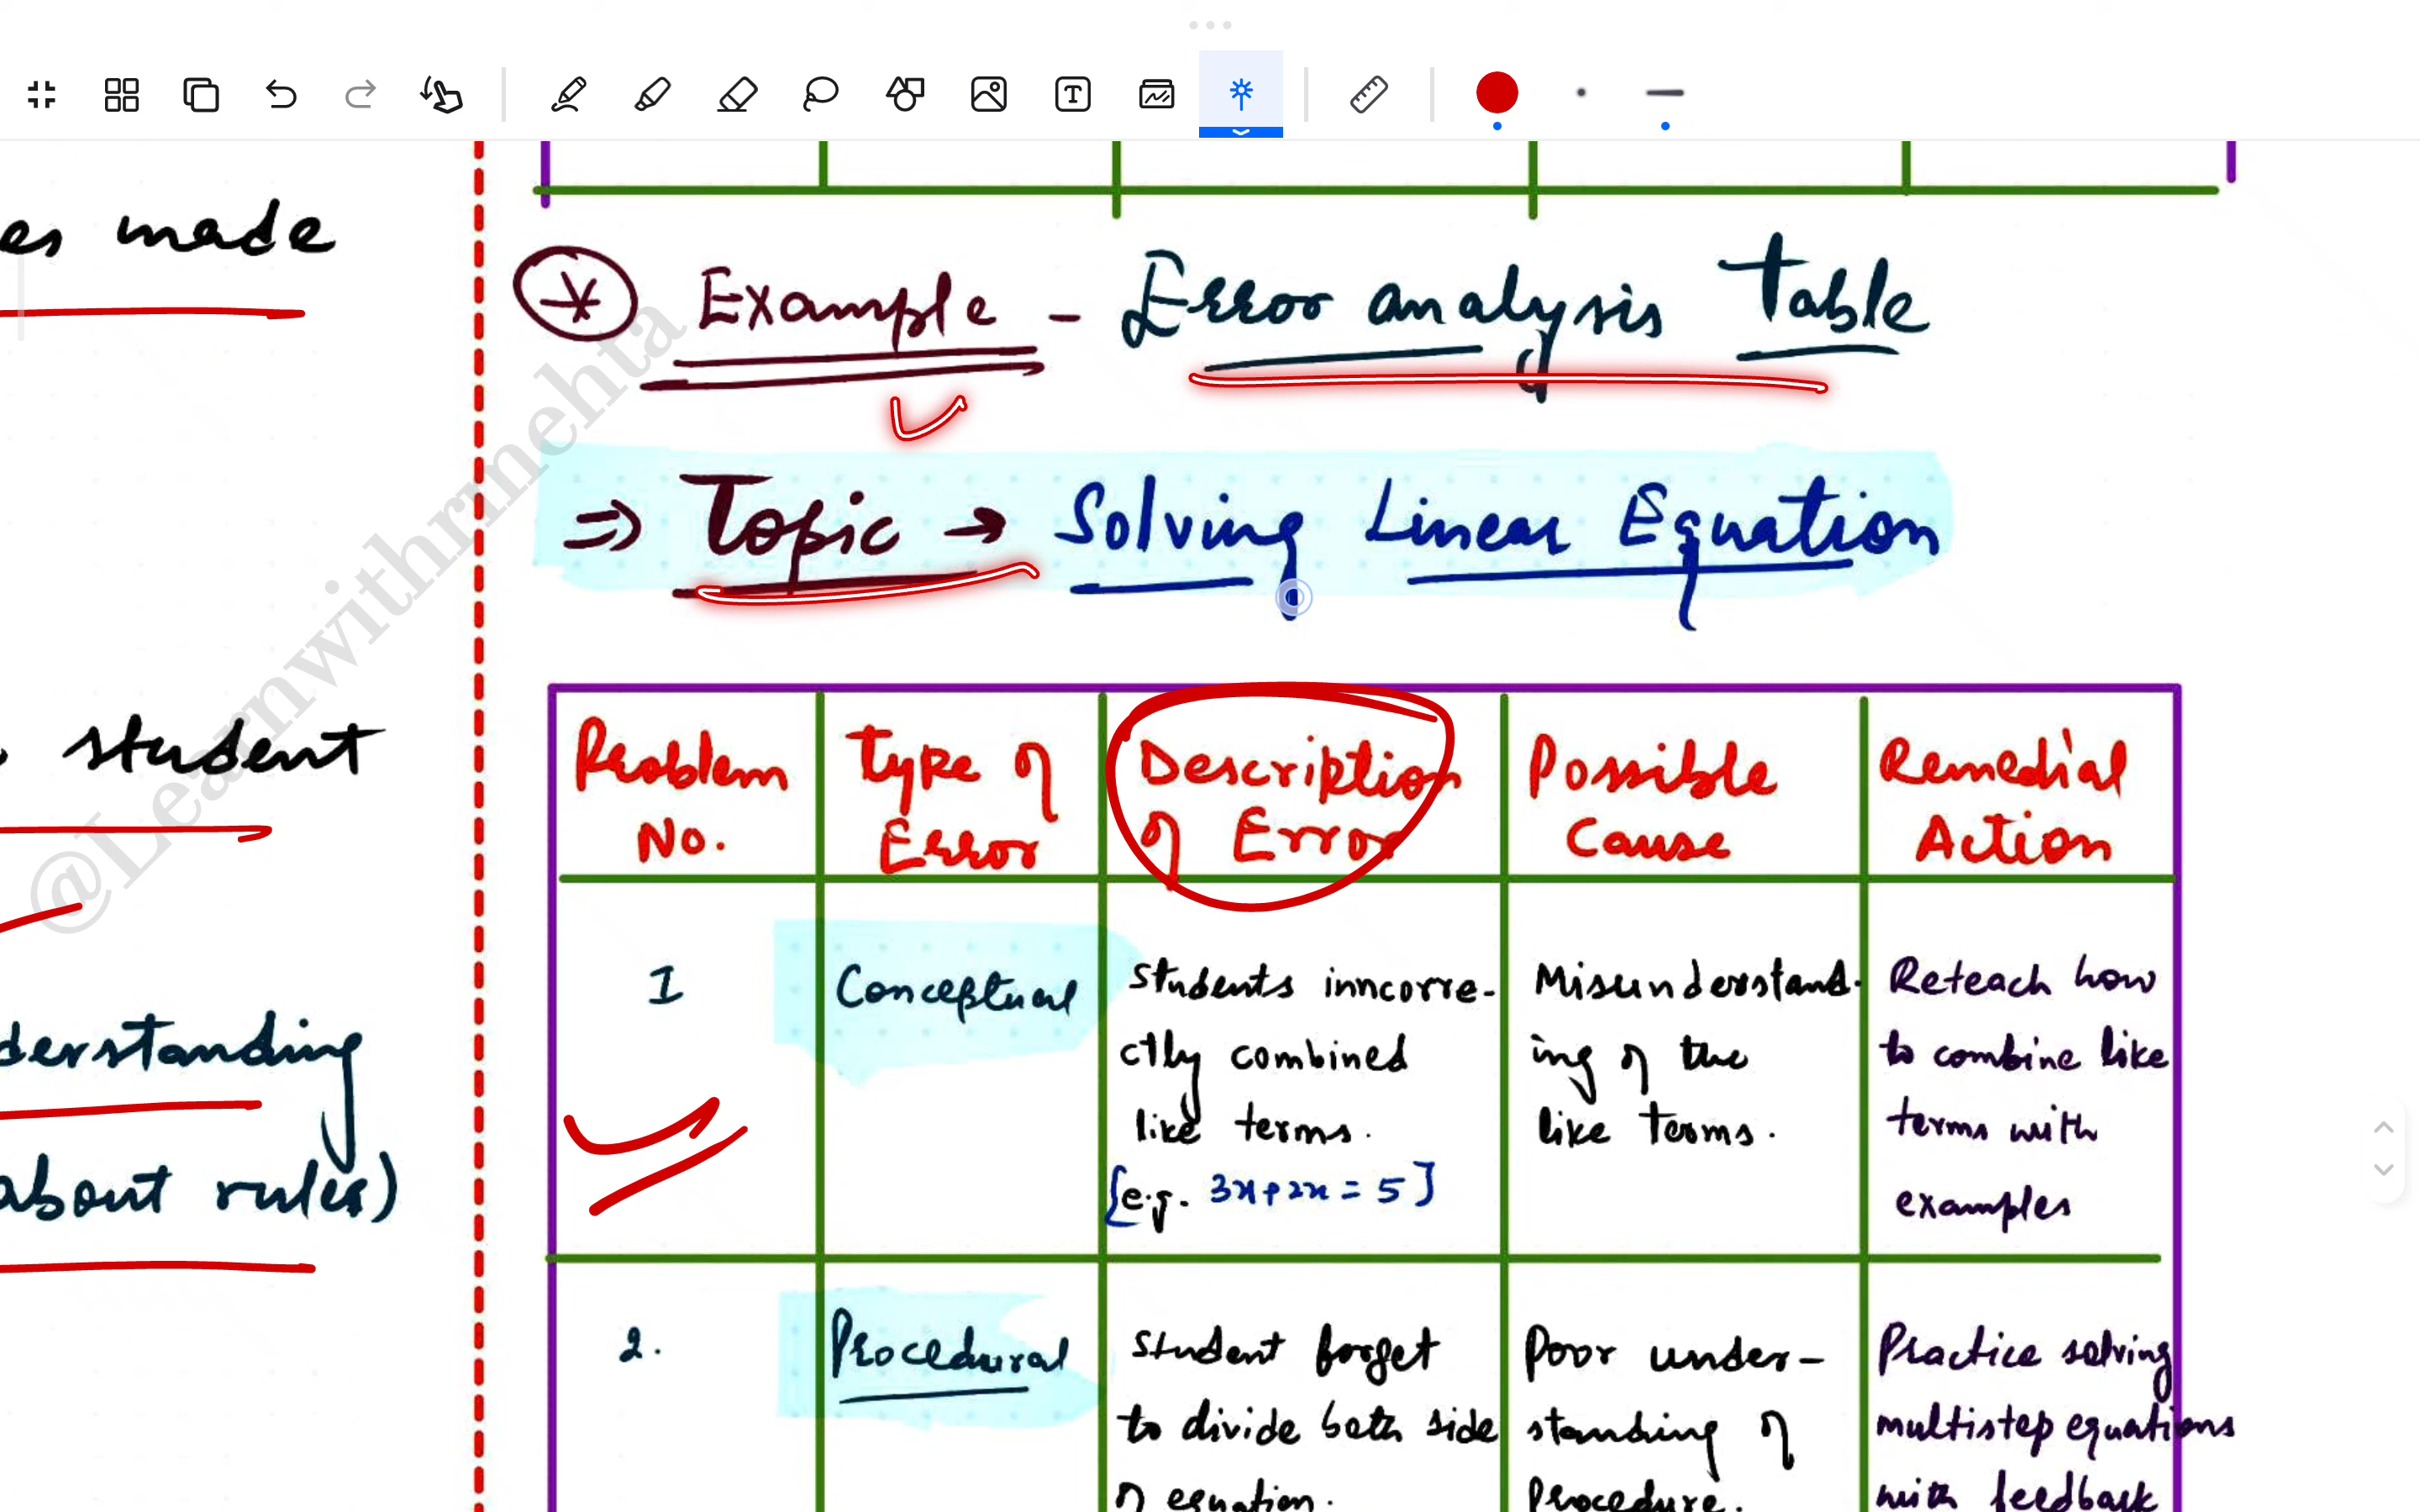 es made
student
derstanding
about rules)
@Learnwithrmehta
Example - Error analysis Table
⇒ Topic → Solving Linear Equation
Problem No.
Type of Error
Description of Error
Possible Cause
Remedial Action
1
Conceptual
Students inncorre-
ctly combined
like terms.
[e.g. 3x+2x = 5]
Misunderstand-
ing of the
like terms.
Reteach how
to combine like
terms with
examples
2.
Procedural
Student forget
to divide both side
of equation.
Poor under-
standing of
Procedure.
Practice solving
multistep equations
with feedback